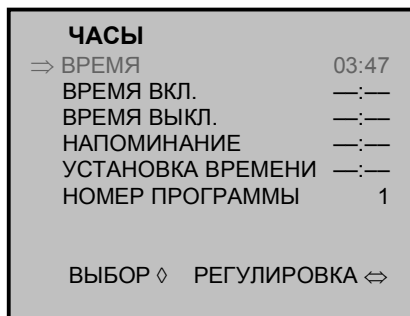 ЧАСЫ
⇒ ВРЕМЯ 03:47
ВРЕМЯ ВКЛ. —:––
ВРЕМЯ ВЫКЛ. —:––
НАПОМИНАНИЕ —:––
УСТАНОВКА ВРЕМЕНИ —:––
НОМЕР ПРОГРАММЫ 1
ВЫБОР ◊ РЕГУЛИРОВКА ⇔